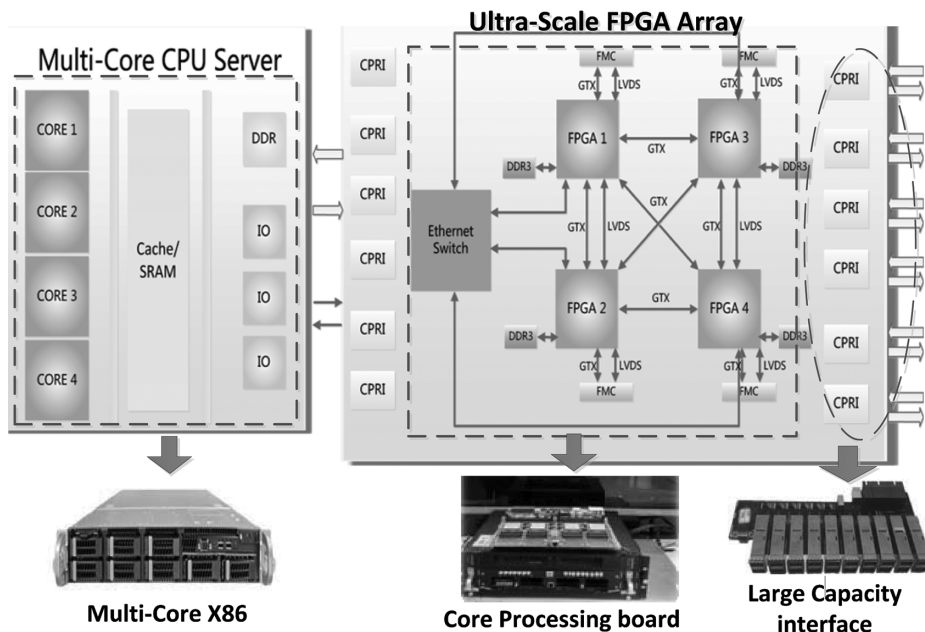 Ultra-Scale FPGA Array
Multi-Core CPU Server
CORE 1
CORE 2
CORE 3
CORE 4
Cache/
SRAM
DDR
IO
IO
IO
CPRI
CPRI
CPRI
CPRI
CPRI
CPRI
Ethernet
Switch
FMC
GTX
LVDS
FPGA 1
DDR3
FMC
GTX
LVDS
FPGA 3
DDR3
GTX
GTX
LVDS
GTX
GTX
GTX
LVDS
FPGA 2
DDR3
GTX
LVDS
FMC
GTX
FPGA 4
DDR3
GTX
LVDS
FMC
CPRI
CPRI
CPRI
CPRI
CPRI
CPRI
Multi-Core X86
Core Processing board
Large Capacity
interface